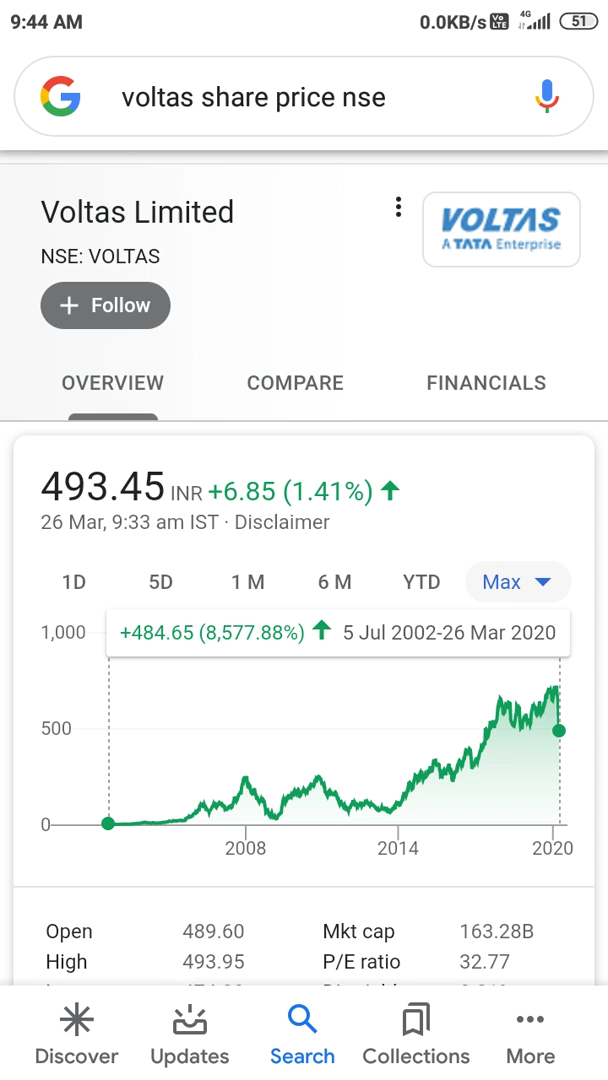 9:44 AM 0.0KB/s Vo LTE 4G 51
voltas share price nse
Voltas Limited
VOLTAS
A TATA Enterprise
NSE: VOLTAS
+ Follow
OVERVIEW COMPARE FINANCIALS
493.45 INR +6.85 (1.41%)
26 Mar, 9:33 am IST · Disclaimer
1D 5D 1 M 6 M YTD Max
1,000 +484.65 (8,577.88%) 5 Jul 2002-26 Mar 2020
500
0
2008 2014 2020
Open 489.60 Mkt cap 163.28B
High 493.95 P/E ratio 32.77
Discover Updates Search Collections More